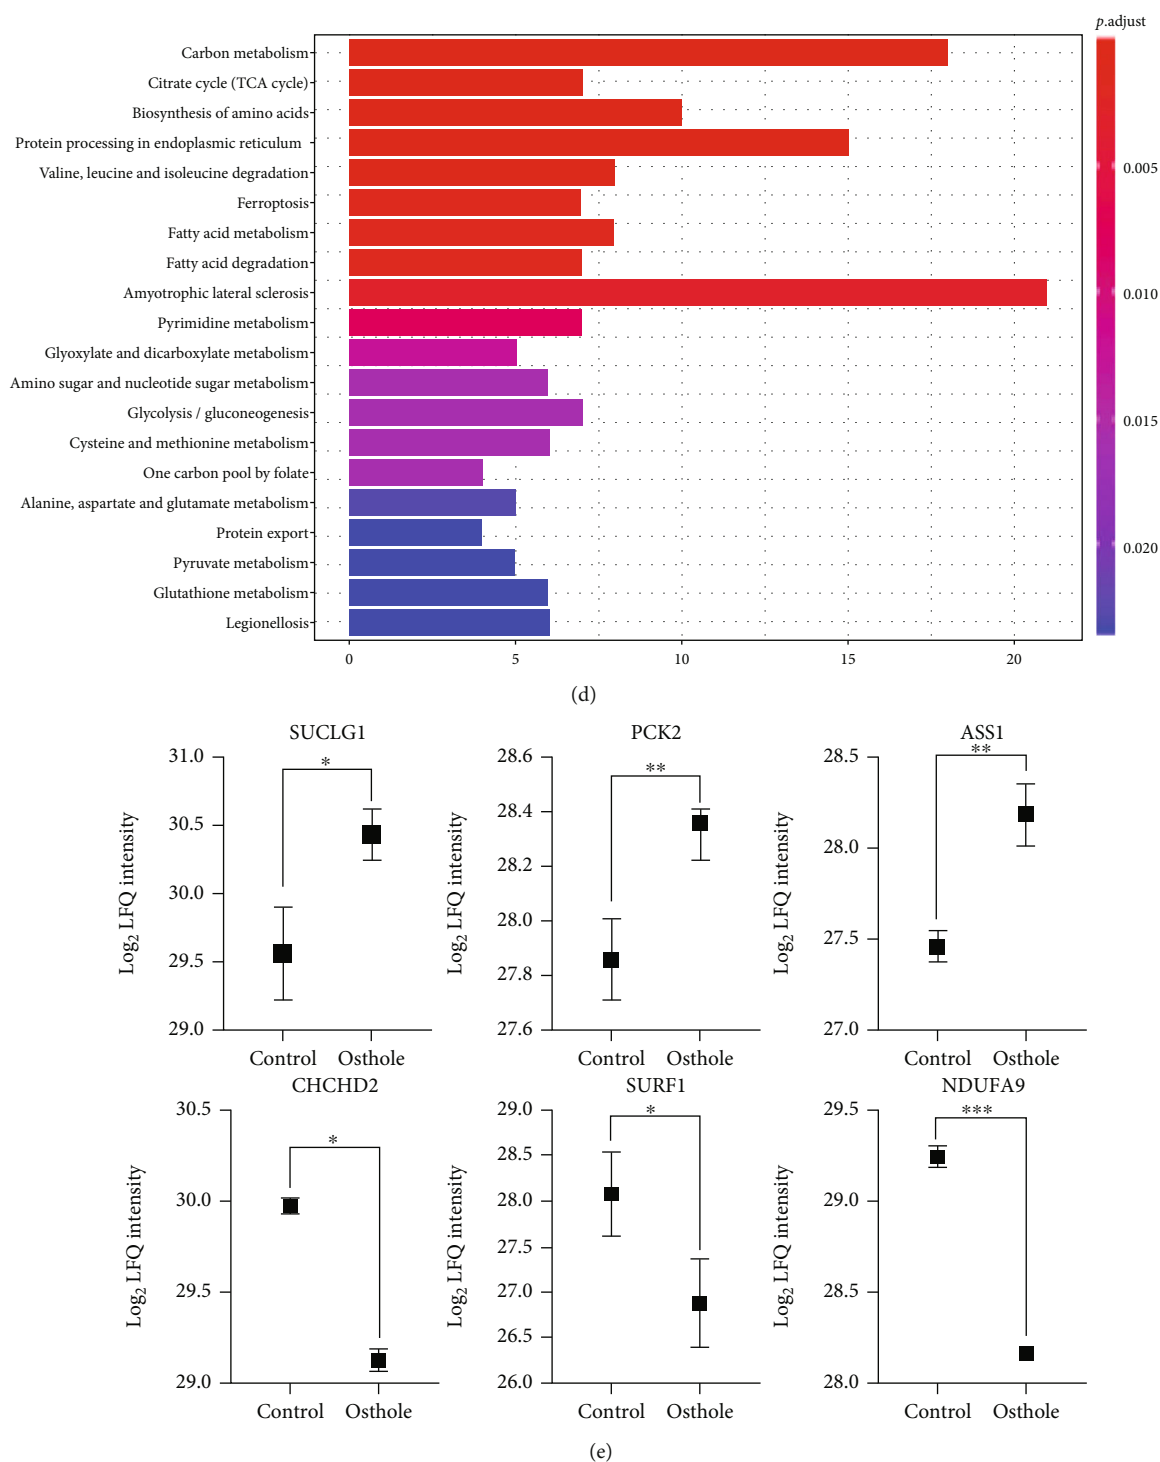 p.adjust
Carbon metabolism
Citrate cycle (TCA cycle)
Biosynthesis of amino acids
Protein processing in endoplasmic reticulum
Valine, leucine and isoleucine degradation
Ferroptosis
Fatty acid metabolism
Fatty acid degradation
Amyotrophic lateral sclerosis
Pyrimidine metabolism
Glyoxylate and dicarboxylate metabolism
Amino sugar and nucleotide sugar metabolism
Glycolysis / gluconeogenesis
Cysteine and methionine metabolism
One carbon pool by folate
Alanine, aspartate and glutamate metabolism
Protein export
Pyruvate metabolism
Glutathione metabolism
Legionellosis
0.005
0.010
0.015
0.020
0 5 10 15 20
(d)
SUCLG1
31.0
30.5
30.0
29.5
29.0
Log₂ LFQ intensity
*
Control Osthole
PCK2
28.6
28.4
28.2
28.0
27.8
27.6
Log₂ LFQ intensity
**
Control Osthole
ASS1
28.5
28.0
27.5
27.0
Log₂ LFQ intensity
**
Control Osthole
CHCHD2
30.5
30.0
29.5
29.0
Log₂ LFQ intensity
*
Control Osthole
SURF1
29.0
28.5
28.0
27.5
27.0
26.5
26.0
Log₂ LFQ intensity
*
Control Osthole
NDUFA9
29.5
29.0
28.5
28.0
Log₂ LFQ intensity
***
Control Osthole
(e)